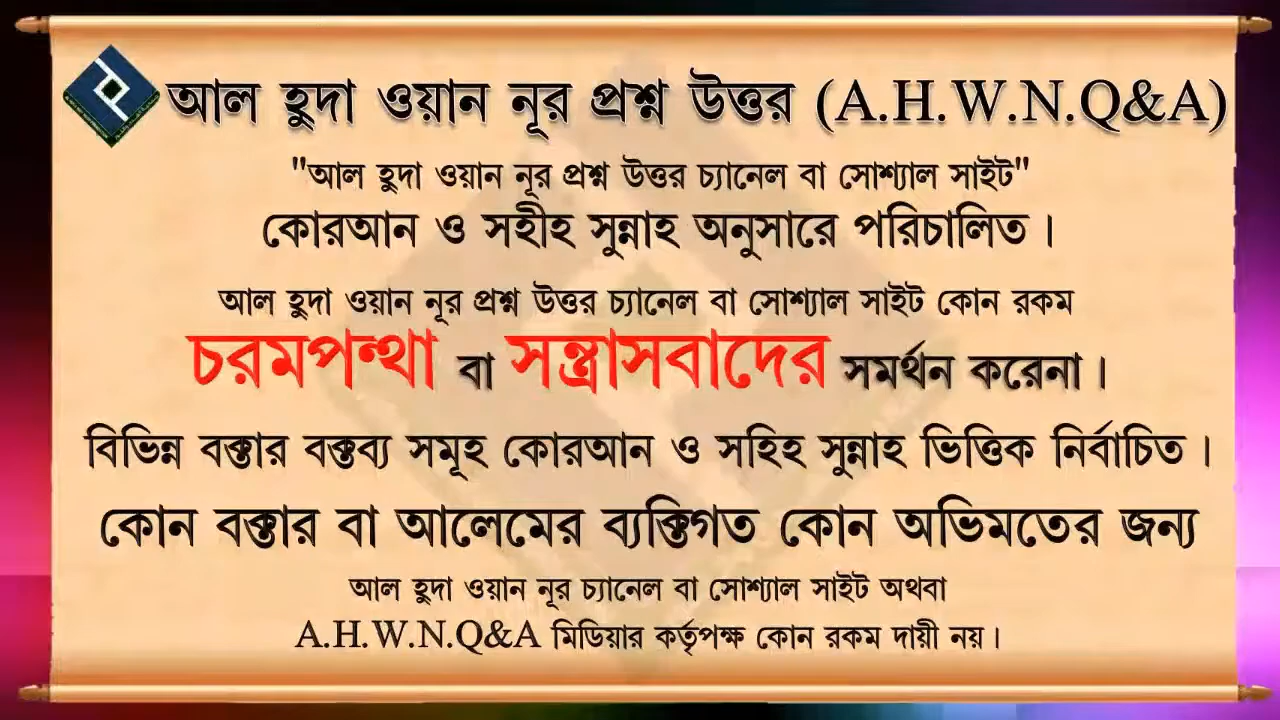 আল হুদা ওয়ান নূর প্রশ্ন উত্তর (A.H.W.N.Q&A)
"আল হুদা ওয়ান নূর প্রশ্ন উত্তর চ্যানেল বা সোশ্যাল সাইট"
কোরআন ও সহীহ সুন্নাহ অনুসারে পরিচালিত।
আল হুদা ওয়ান নূর প্রশ্ন উত্তর চ্যানেল বা সোশ্যাল সাইট কোন রকম
চরমপন্থা বা সন্ত্রাসবাদের সমর্থন করেনা।
বিভিন্ন বক্তার বক্তব্য সমূহ কোরআন ও সহিহ সুন্নাহ ভিত্তিক নির্বাচিত।
কোন বক্তার বা আলেমের ব্যক্তিগত কোন অভিমতের জন্য
আল হুদা ওয়ান নূর চ্যানেল বা সোশ্যাল সাইট অথবা
A.H.W.N.Q&A মিডিয়ার কর্তৃপক্ষ কোন রকম দায়ী নয়।